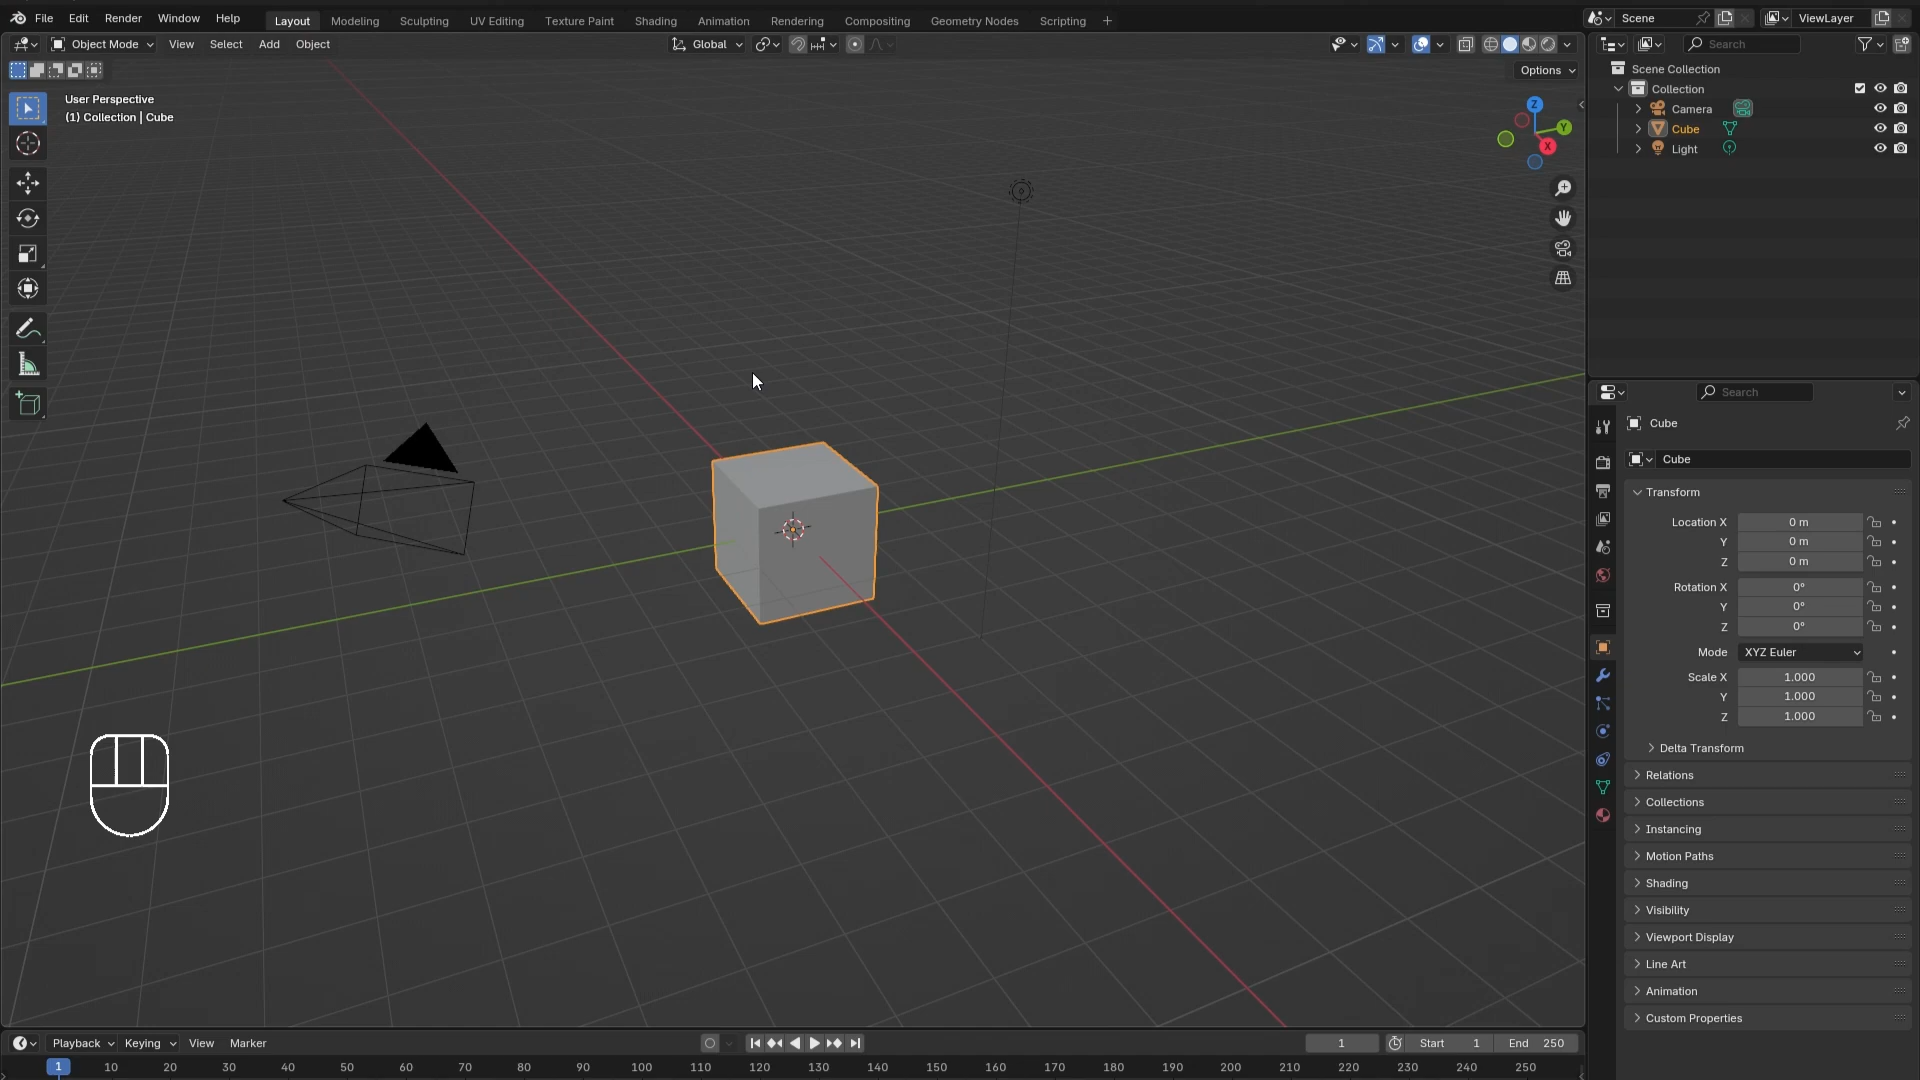 File Edit Render Window Help Layout Modeling Sculpting UV Editing Texture Paint Shading Animation Rendering Compositing Geometry Nodes Scripting + Scene ViewLayer
Object Mode View Select Add Object Global Search
Options
User Perspective
(1) Collection | Cube
Z
Y
X
Scene Collection
Collection
Camera
Cube
Light
Search
Cube
Cube
Transform
Location X 0 m
Y 0 m
Z 0 m
Rotation X 0°
Y 0°
Z 0°
Mode XYZ Euler
Scale X 1.000
Y 1.000
Z 1.000
Delta Transform
Relations
Collections
Instancing
Motion Paths
Shading
Visibility
Viewport Display
Line Art
Animation
Custom Properties
Playback Keying View Marker 1 Start 1 End 250
1 10 20 30 40 50 60 70 80 90 100 110 120 130 140 150 160 170 180 190 200 210 220 230 240 250